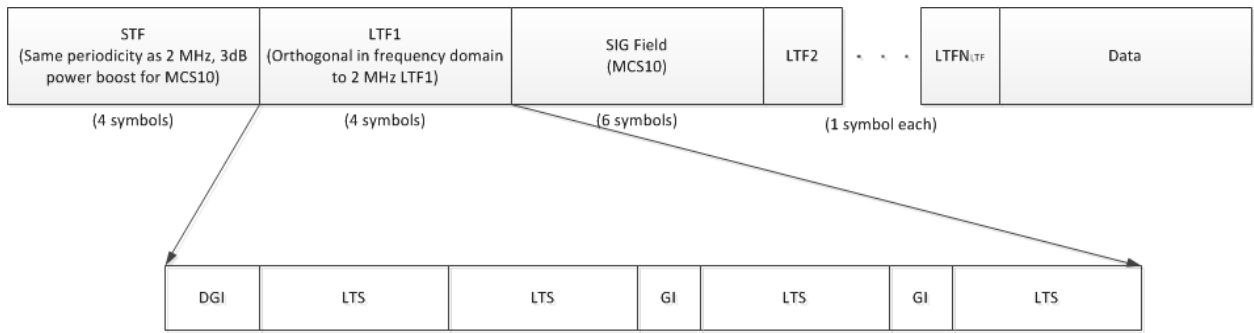 STF
(Same periodicity as 2 MHz, 3dB
power boost for MCS10)
LTF1
(Orthogonal in frequency domain
to 2 MHz LTF1)
SIG Field
(MCS10)
LTF2
. . .
LTFN LTF
Data
(4 symbols)
(4 symbols)
(6 symbols)
(1 symbol each)
DGI
LTS
LTS
GI
LTS
GI
LTS